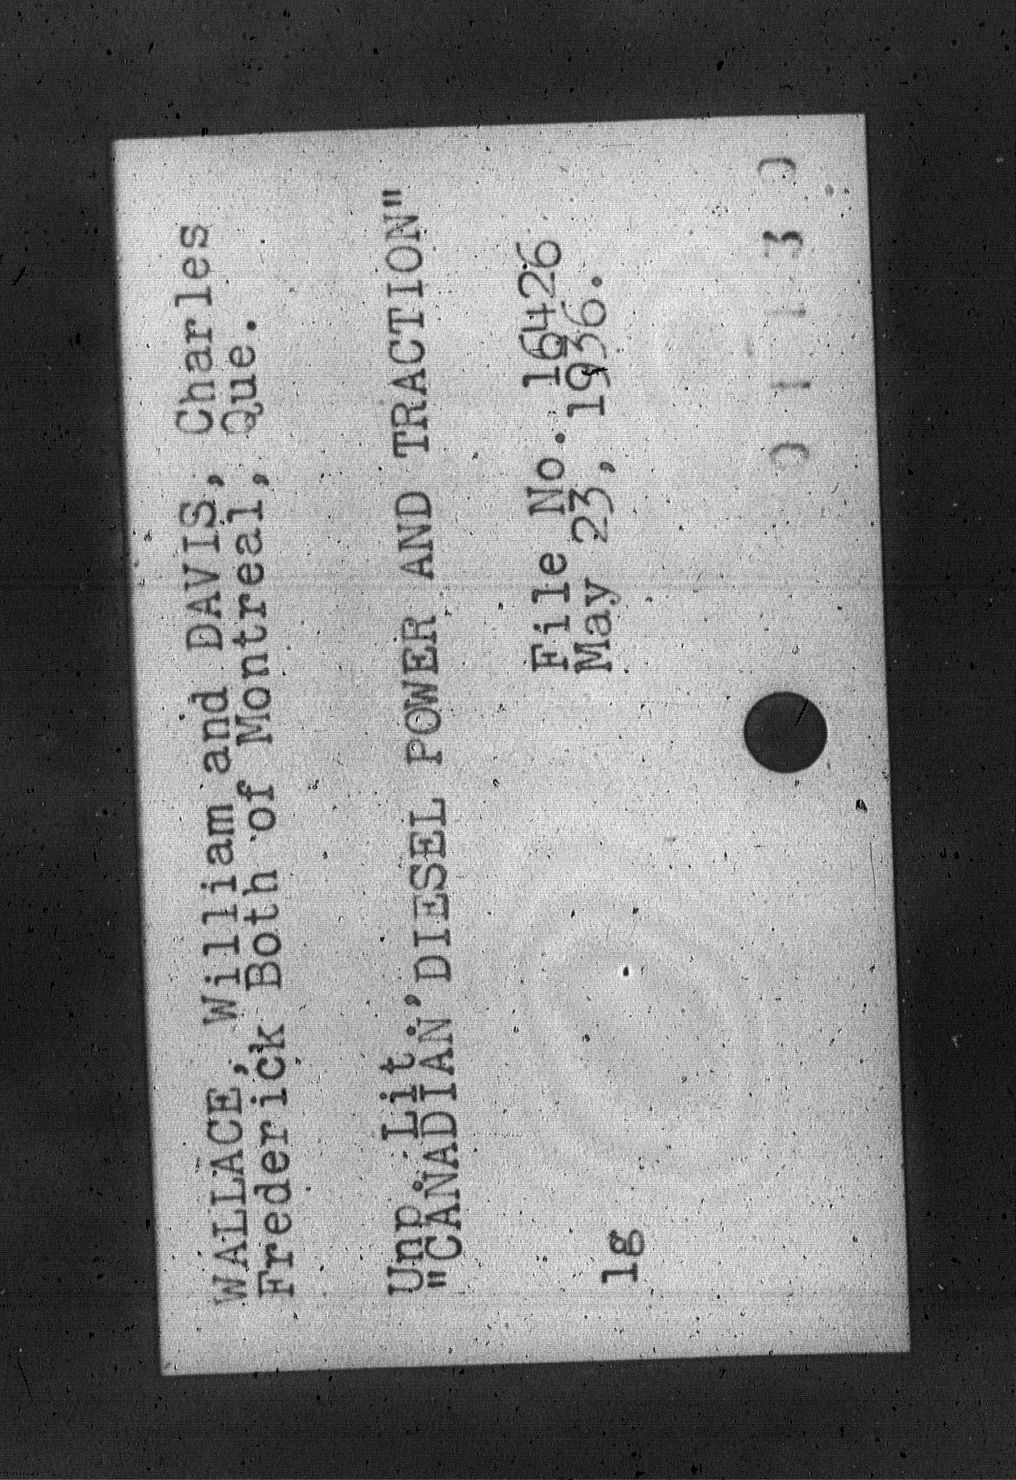 WALLACE, William and DAVIS, Charles
Frederick Both of Montreal, Que.
Unp. Lit.
"CANADIAN DIESEL POWER AND TRACTION"
File No. 16426
May 23, 1936.
lg